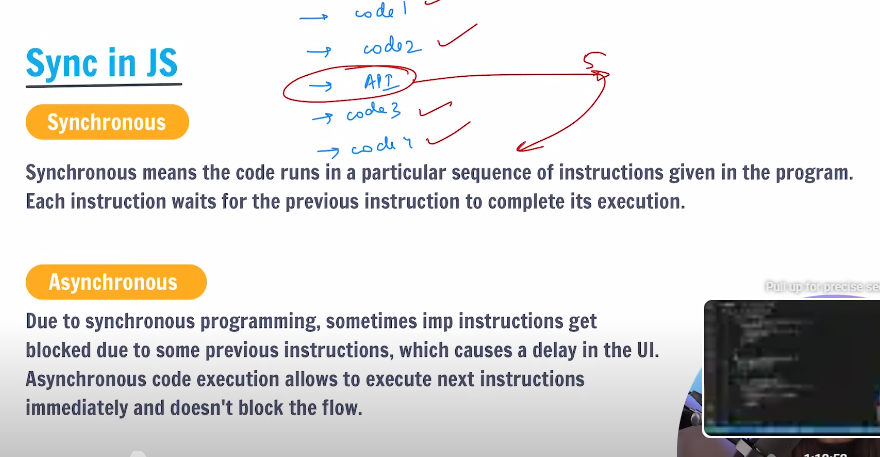 → code1
→ code2
Sync in JS
S
→ API
→ code3
Synchronous
→ code4
Synchronous means the code runs in a particular sequence of instructions given in the program.
Each instruction waits for the previous instruction to complete its execution.
Asynchronous
Pull up for precise se
Due to synchronous programming, sometimes imp instructions get
blocked due to some previous instructions, which causes a delay in the UI.
Asynchronous code execution allows to execute next instructions
immediately and doesn't block the flow.